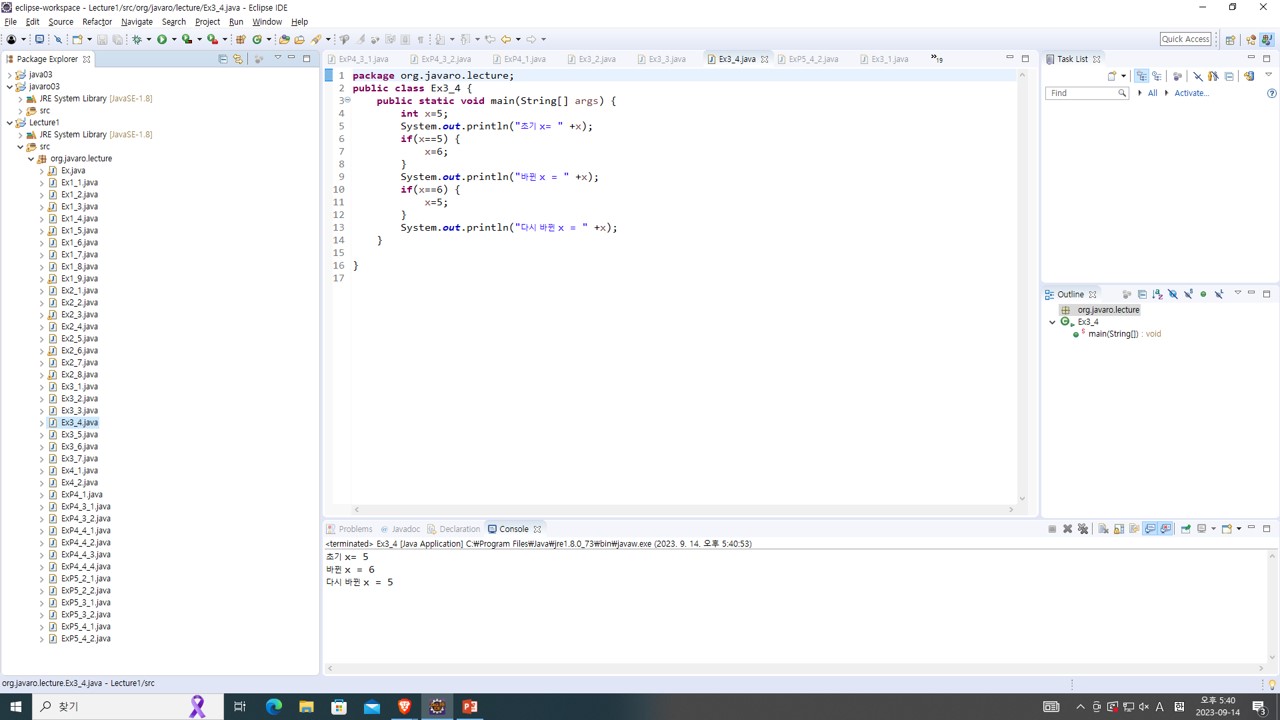 eclipse-workspace - Lecture1/src/org/javaro/lecture/Ex3_4.java - Eclipse IDE
File Edit Source Refactor Navigate Search Project Run Window Help
Quick Access
Package Explorer
java03
javaro03
JRE System Library [JavaSE-1.8]
src
Lecture1
JRE System Library [JavaSE-1.8]
src
org.javaro.lecture
Ex.java
Ex1_1.java
Ex1_2.java
Ex1_3.java
Ex1_4.java
Ex1_5.java
Ex1_6.java
Ex1_7.java
Ex1_8.java
Ex1_9.java
Ex2_1.java
Ex2_2.java
Ex2_3.java
Ex2_4.java
Ex2_5.java
Ex2_6.java
Ex2_7.java
Ex2_8.java
Ex3_1.java
Ex3_2.java
Ex3_3.java
Ex3_4.java
Ex3_5.java
Ex3_6.java
Ex3_7.java
Ex4_1.java
Ex4_2.java
ExP4_1.java
ExP4_3_1.java
ExP4_3_2.java
ExP4_4_1.java
ExP4_4_2.java
ExP4_4_3.java
ExP4_4_4.java
ExP5_2_1.java
ExP5_2_2.java
ExP5_3_1.java
ExP5_3_2.java
ExP5_4_1.java
ExP5_4_2.java
ExP4_3_1.java ExP4_3_2.java ExP4_1.java Ex3_2.java Ex3_3.java Ex3_4.java ExP5_4_2.java Ex3_1.java »19
1 package org.javaro.lecture;
2 public class Ex3_4 {
3 public static void main(String[] args) {
4 int x=5;
5 System.out.println("초기 x= " +x);
6 if(x==5) {
7 x=6;
8 }
9 System.out.println("바뀐 x = " +x);
10 if(x==6) {
11 x=5;
12 }
13 System.out.println("다시 바뀐 x = " +x);
14 }
15
16 }
17
Task List
Find All Activate...
Outline
org.javaro.lecture
Ex3_4
main(String[]) : void
Problems Javadoc Declaration Console
<terminated> Ex3_4 [Java Application] C:₩Program Files₩Java₩jre1.8.0_73₩bin₩javaw.exe (2023. 9. 14. 오후 5:40:53)
초기 x= 5
바뀐 x = 6
다시 바뀐 x = 5
org.javaro.lecture.Ex3_4.java - Lecture1/src
찾기
A
오후 5:40
2023-09-14
3